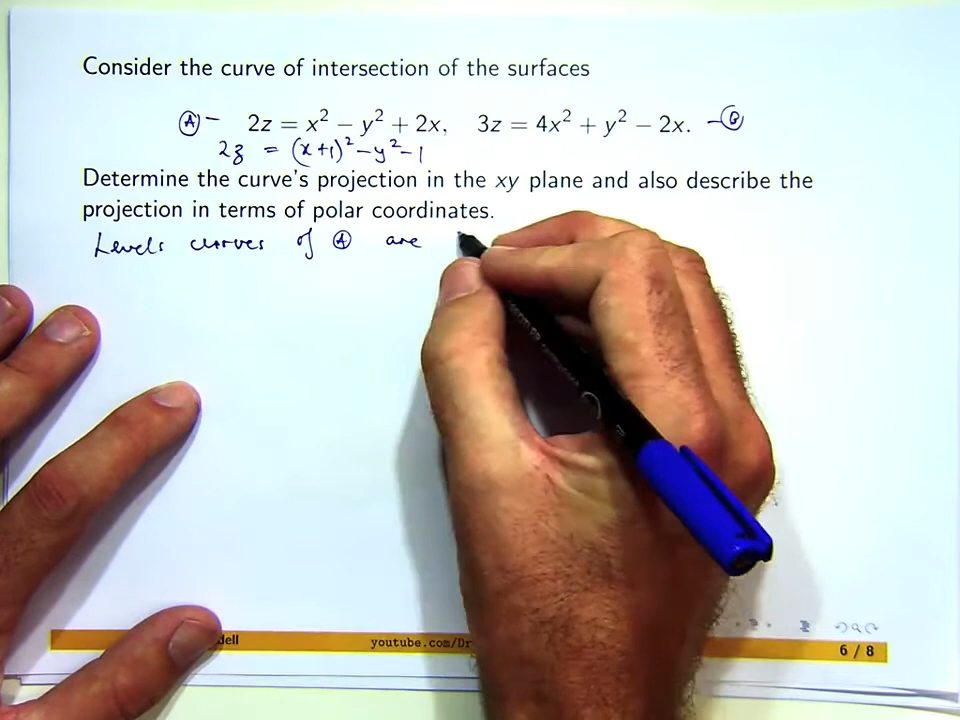 Consider the curve of intersection of the surfaces
Ⓐ – 2z = x² − y² + 2x, 3z = 4x² + y² − 2x. – Ⓑ
2z = (x+1)² − y² − 1
Determine the curve's projection in the xy plane and also describe the
projection in terms of polar coordinates.
Levels curves of Ⓐ are
dell youtube.com/Dr 6 / 8